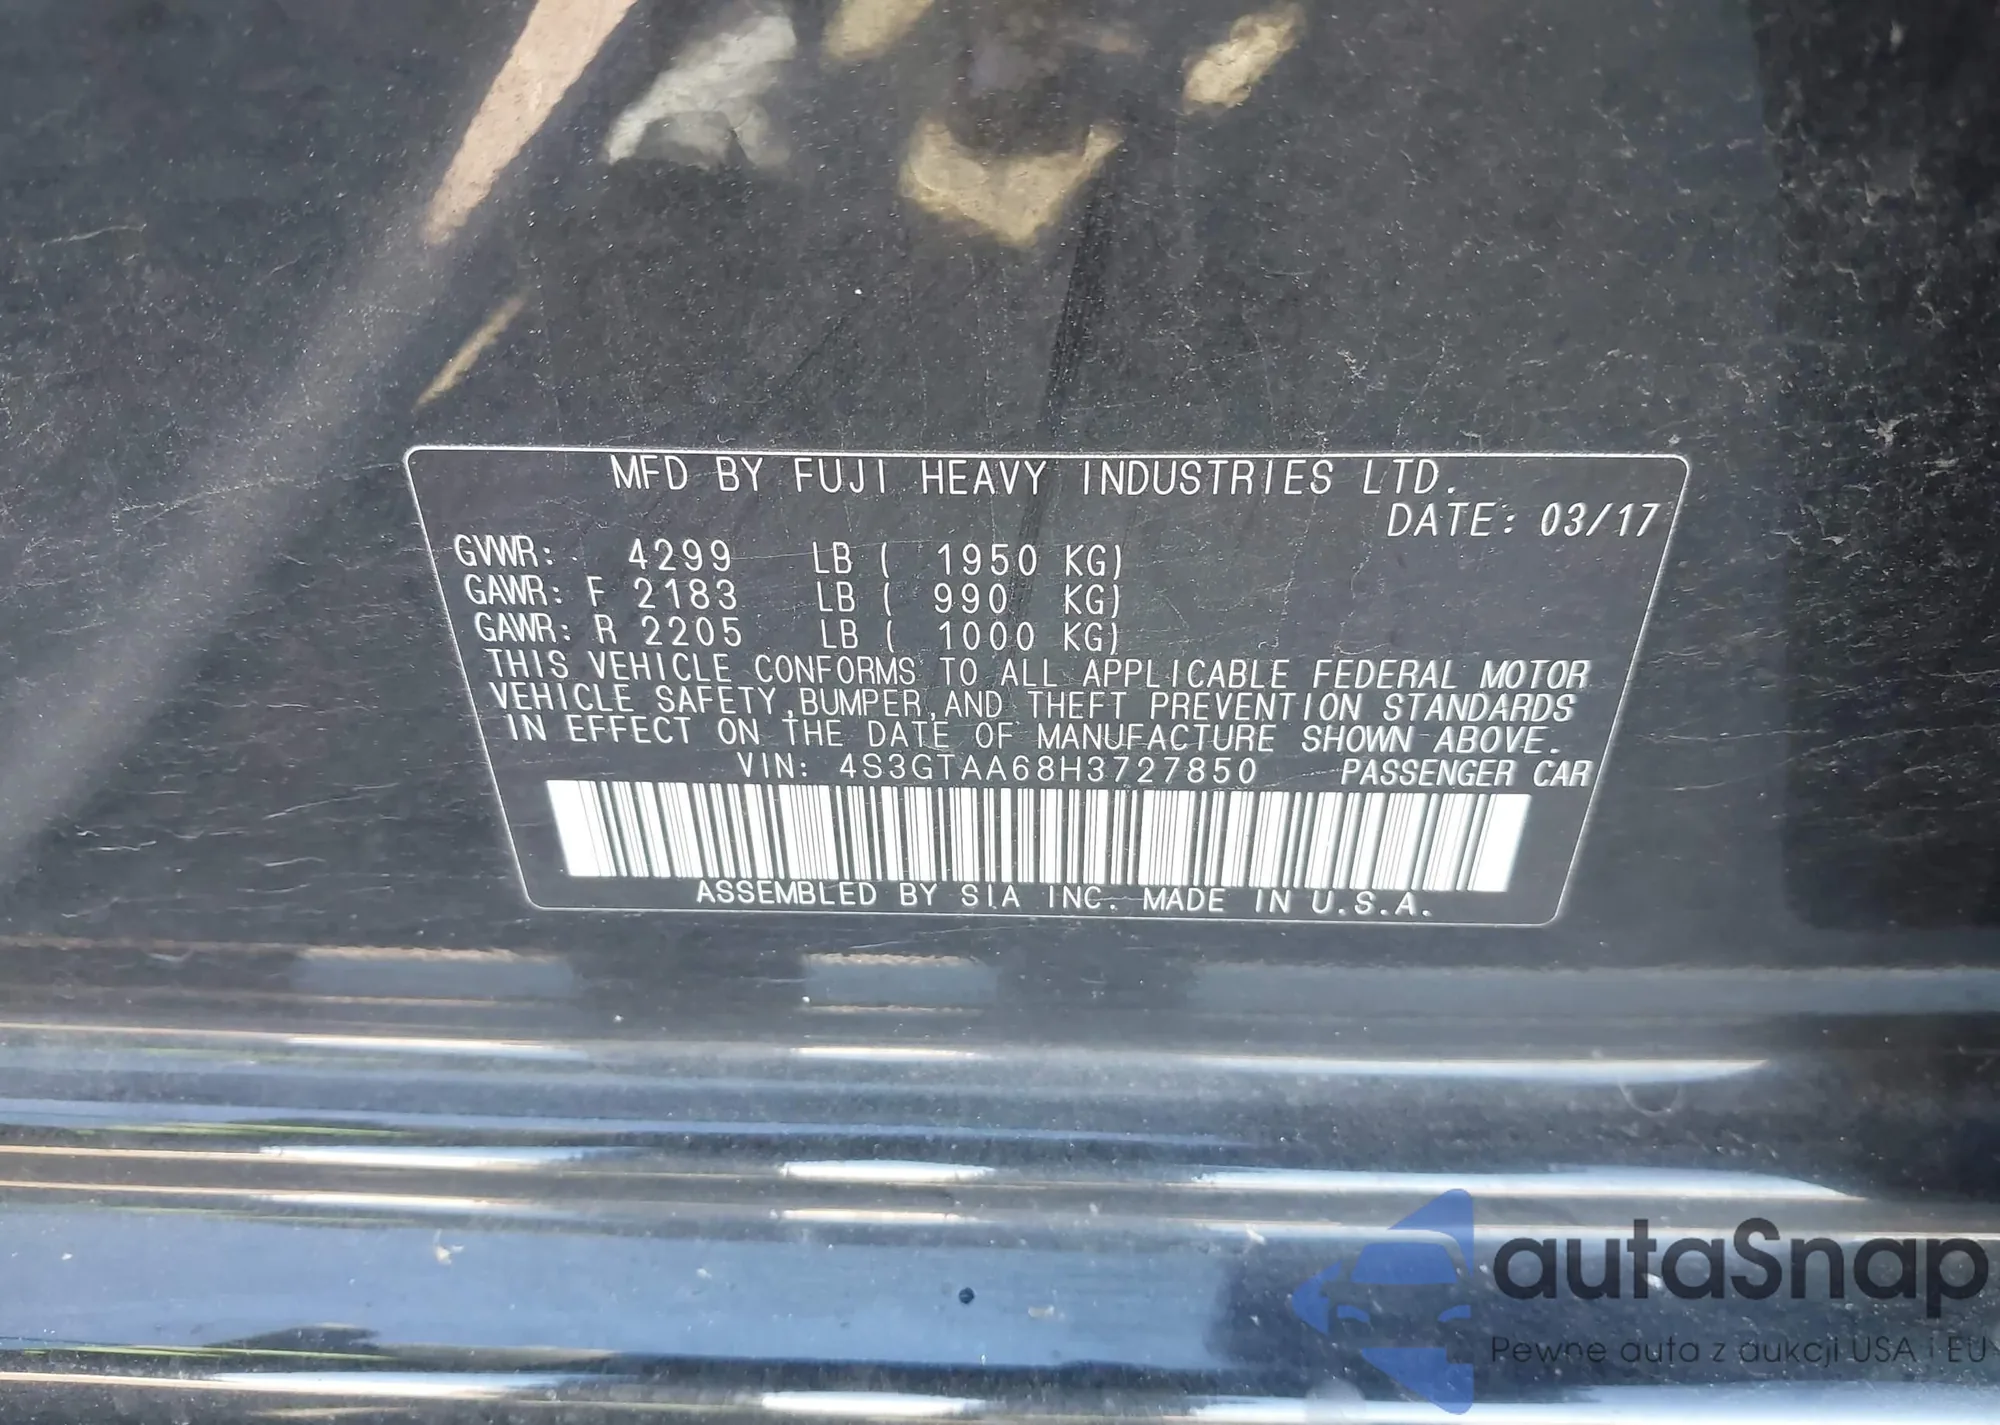 MFD BY FUJI HEAVY INDUSTRIES LTD.
DATE: 03/17
GVWR: 4299 LB ( 1950 KG)
GAWR: F 2183 LB ( 990 KG)
GAWR: R 2205 LB ( 1000 KG)
THIS VEHICLE CONFORMS TO ALL APPLICABLE FEDERAL MOTOR
VEHICLE SAFETY,BUMPER,AND THEFT PREVENTION STANDARDS
IN EFFECT ON THE DATE OF MANUFACTURE SHOWN ABOVE.
VIN: 4S3GTAA68H3727850 PASSENGER CAR
ASSEMBLED BY SIA INC. MADE IN U.S.A.
autaSnap
Pewne auta z aukcji USA i EU